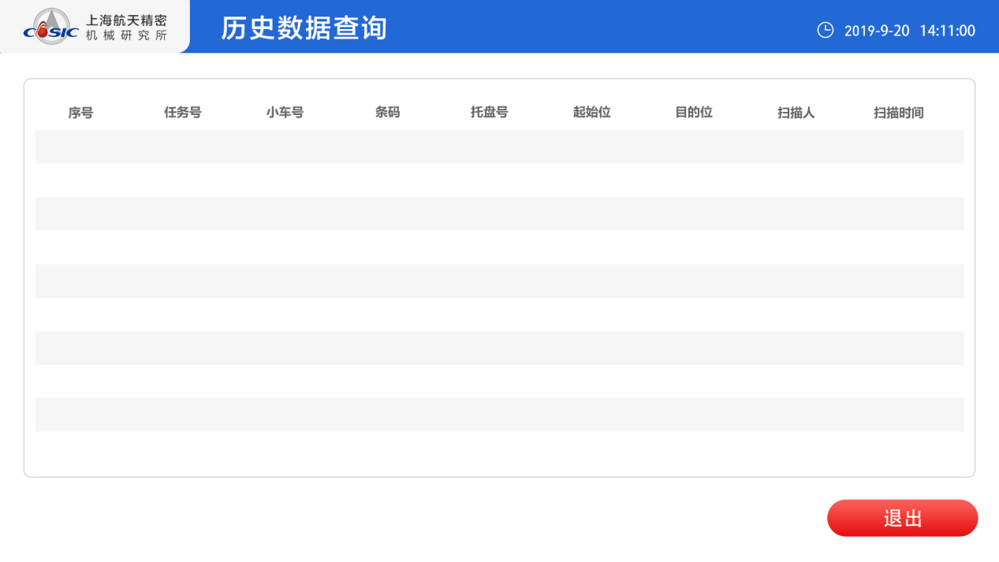 CASIC
上海航天精密
机械研究所
历史数据查询
2019-9-20 14:11:00
序号 任务号 小车号 条码 托盘号 起始位 目的位 扫描人 扫描时间
退出